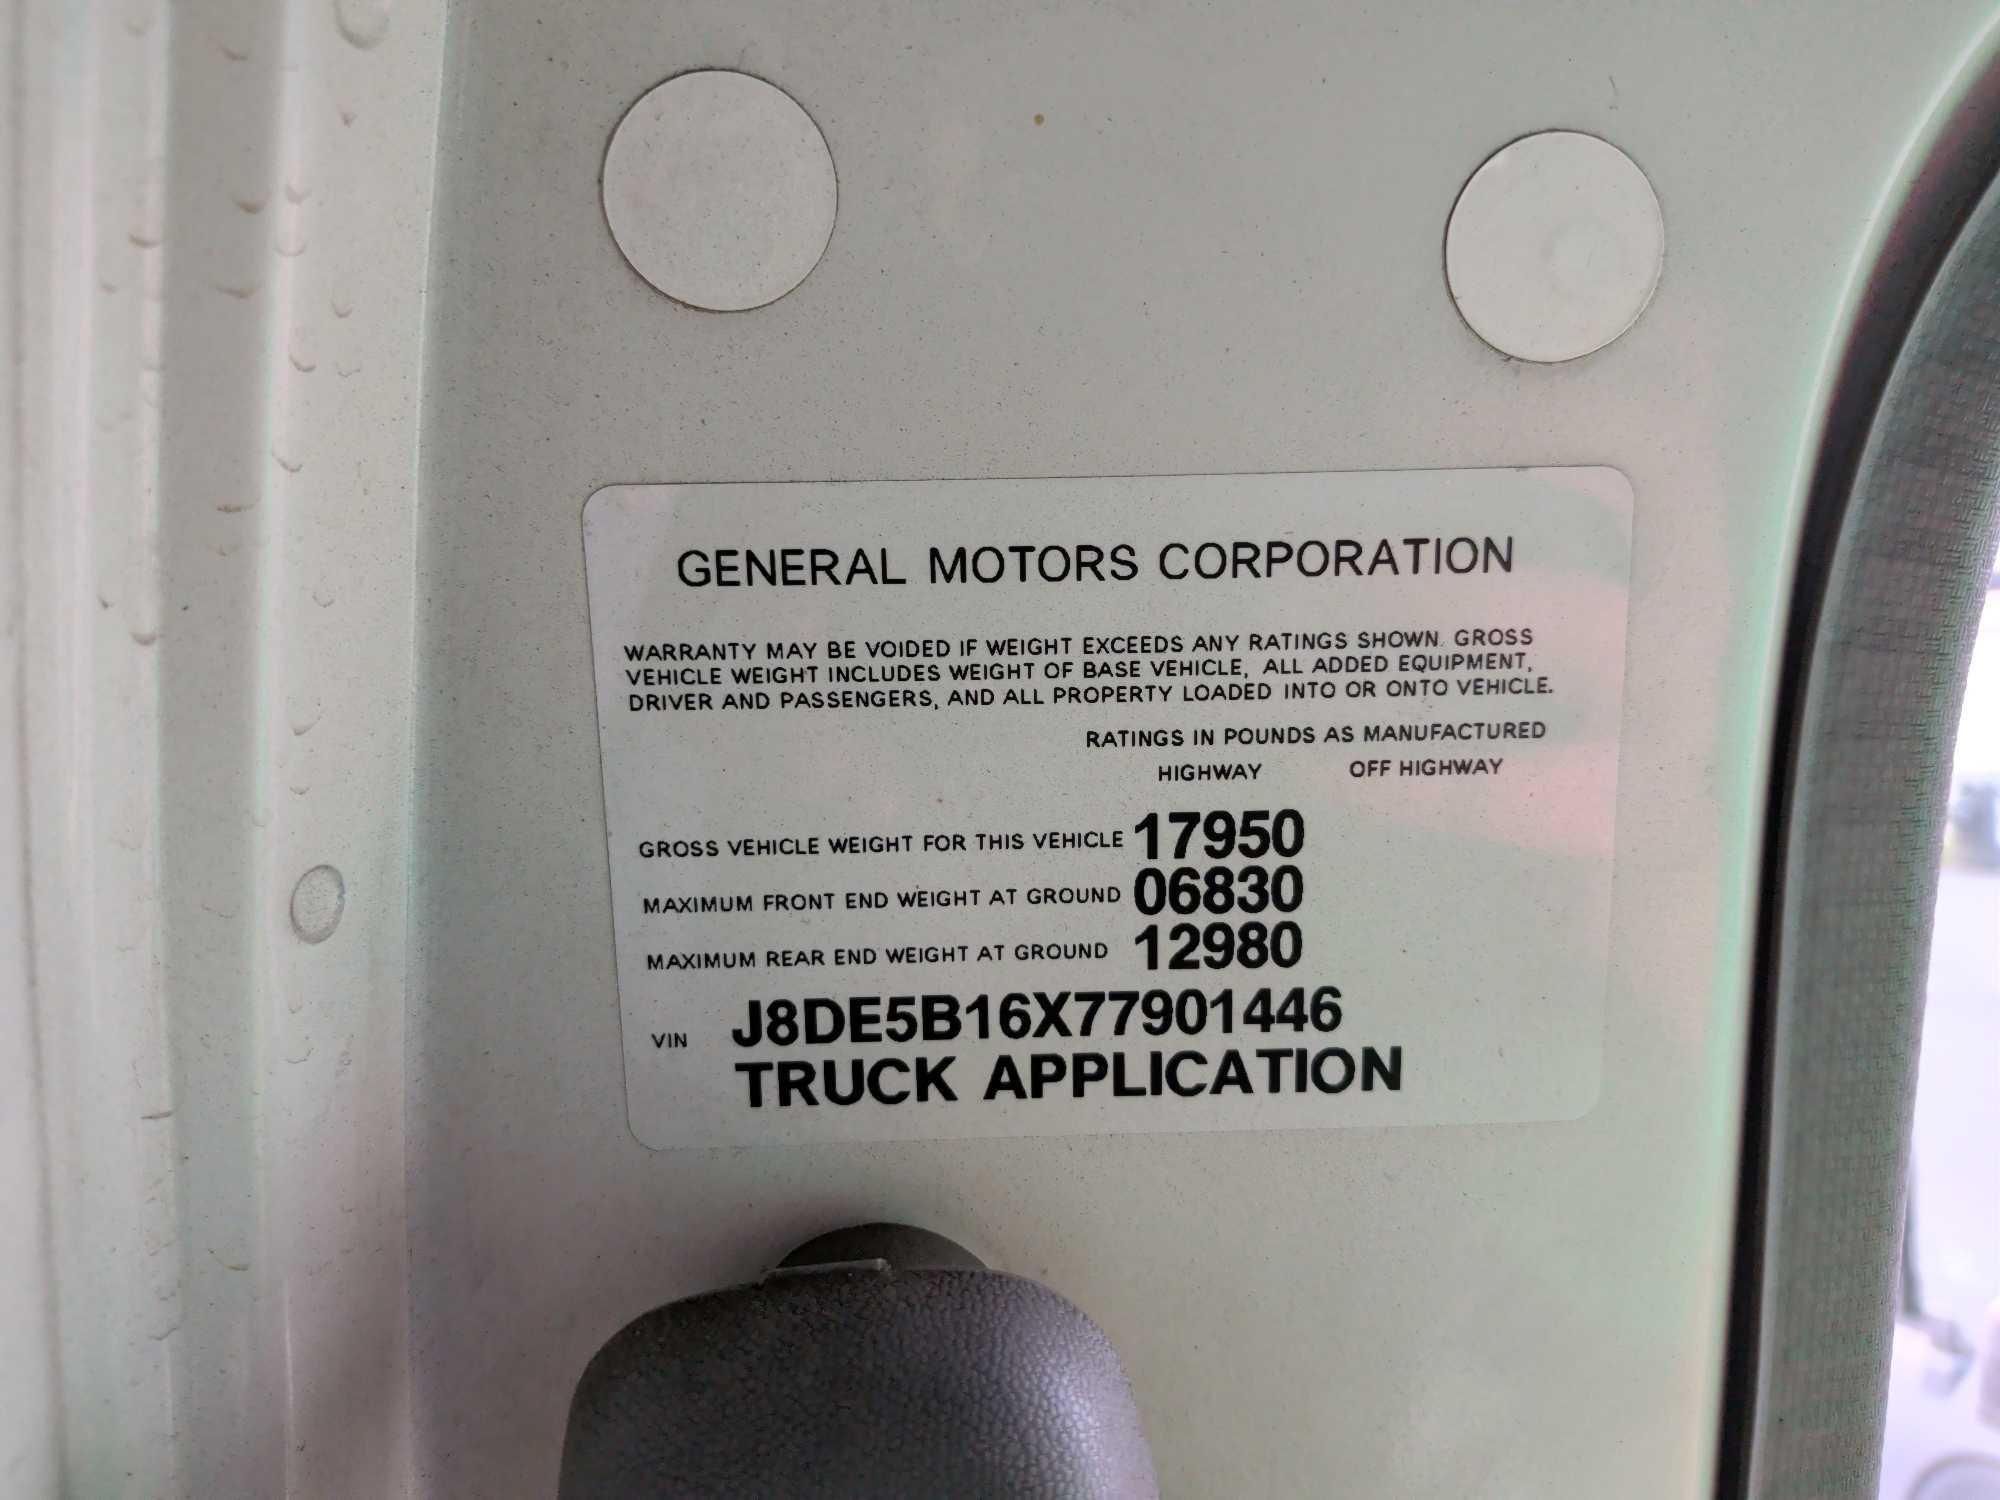 GENERAL MOTORS CORPORATION
WARRANTY MAY BE VOIDED IF WEIGHT EXCEEDS ANY RATINGS SHOWN. GROSS
VEHICLE WEIGHT INCLUDES WEIGHT OF BASE VEHICLE, ALL ADDED EQUIPMENT,
DRIVER AND PASSENGERS, AND ALL PROPERTY LOADED INTO OR ONTO VEHICLE.
RATINGS IN POUNDS AS MANUFACTURED
HIGHWAY OFF HIGHWAY
GROSS VEHICLE WEIGHT FOR THIS VEHICLE 17950
MAXIMUM FRONT END WEIGHT AT GROUND 06830
MAXIMUM REAR END WEIGHT AT GROUND 12980
VIN J8DE5B16X77901446
TRUCK APPLICATION